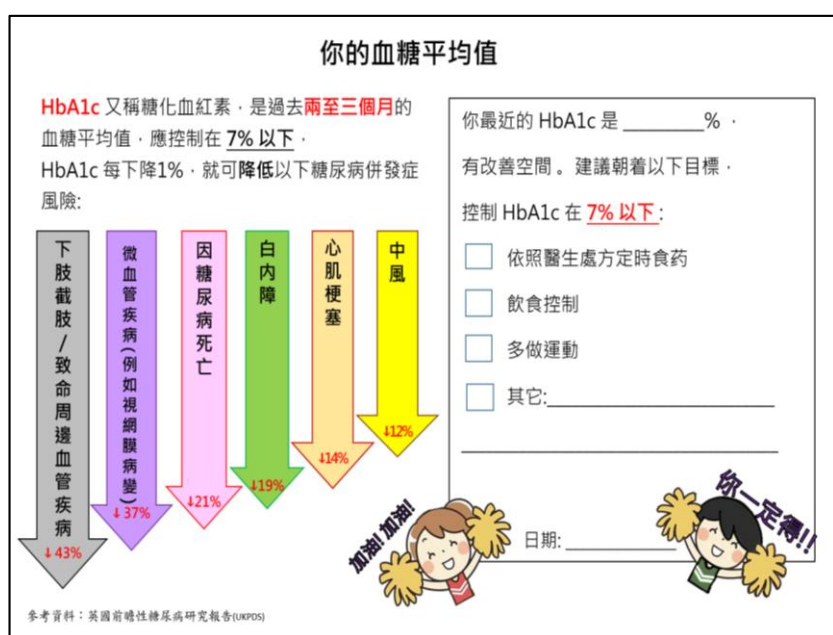 你的血糖平均值
HbA1c 又稱糖化血紅素，是過去兩至三個月的
血糖平均值，應控制在 7% 以下，
HbA1c 每下降1%，就可降低以下糖尿病併發症
風險:
下肢截肢/致命周邊血管疾病
↓43%
微血管疾病(例如視網膜病變)
↓37%
因糖尿病死亡
↓21%
白內障
↓19%
心肌梗塞
↓14%
中風
↓12%
你最近的 HbA1c 是 ________% ，
有改善空間。建議朝着以下目標，
控制 HbA1c 在 7% 以下 :
依照醫生處方定時食药
飲食控制
多做運動
其它:______________________
______________________________
加油! 加油!
日期: ___________
你一定得!!
參考資料：英國前瞻性糖尿病研究報告(UKPDS)